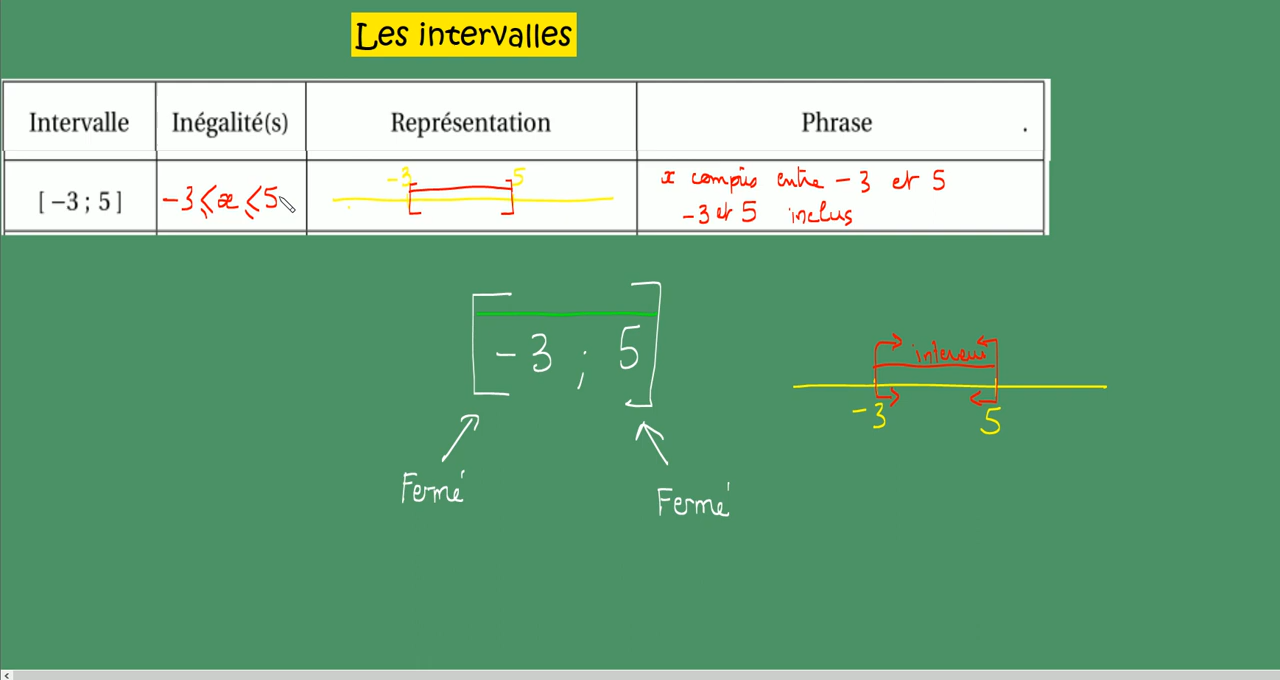 Les intervalles
Intervalle Inégalité(s) Représentation Phrase .
[ −3 ; 5 ] -3 ⩽ x ⩽ 5 -3 5 x compris entre -3 et 5
-3 et 5 inclus
[ -3 ; 5 ]
interieur
-3 5
Fermé Fermé